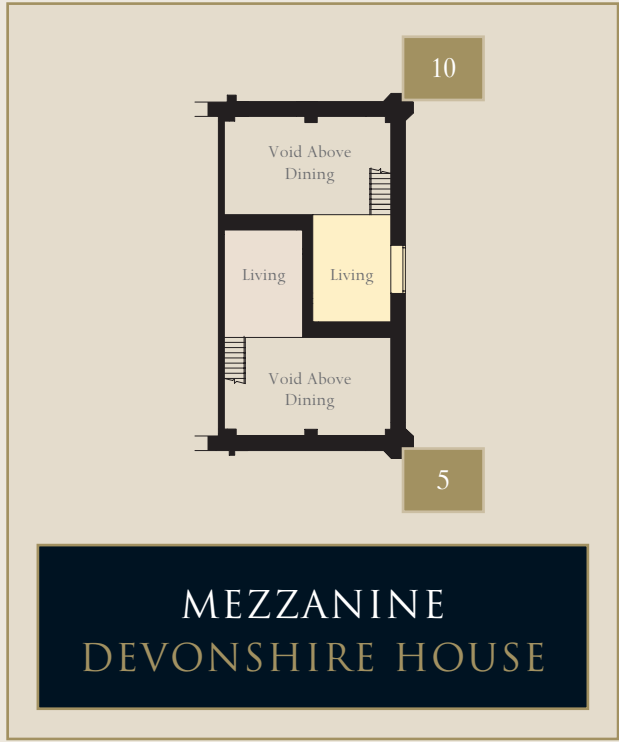 10
Void Above
Dining
Living
Living
Void Above
Dining
5
MEZZANINE
DEVONSHIRE HOUSE